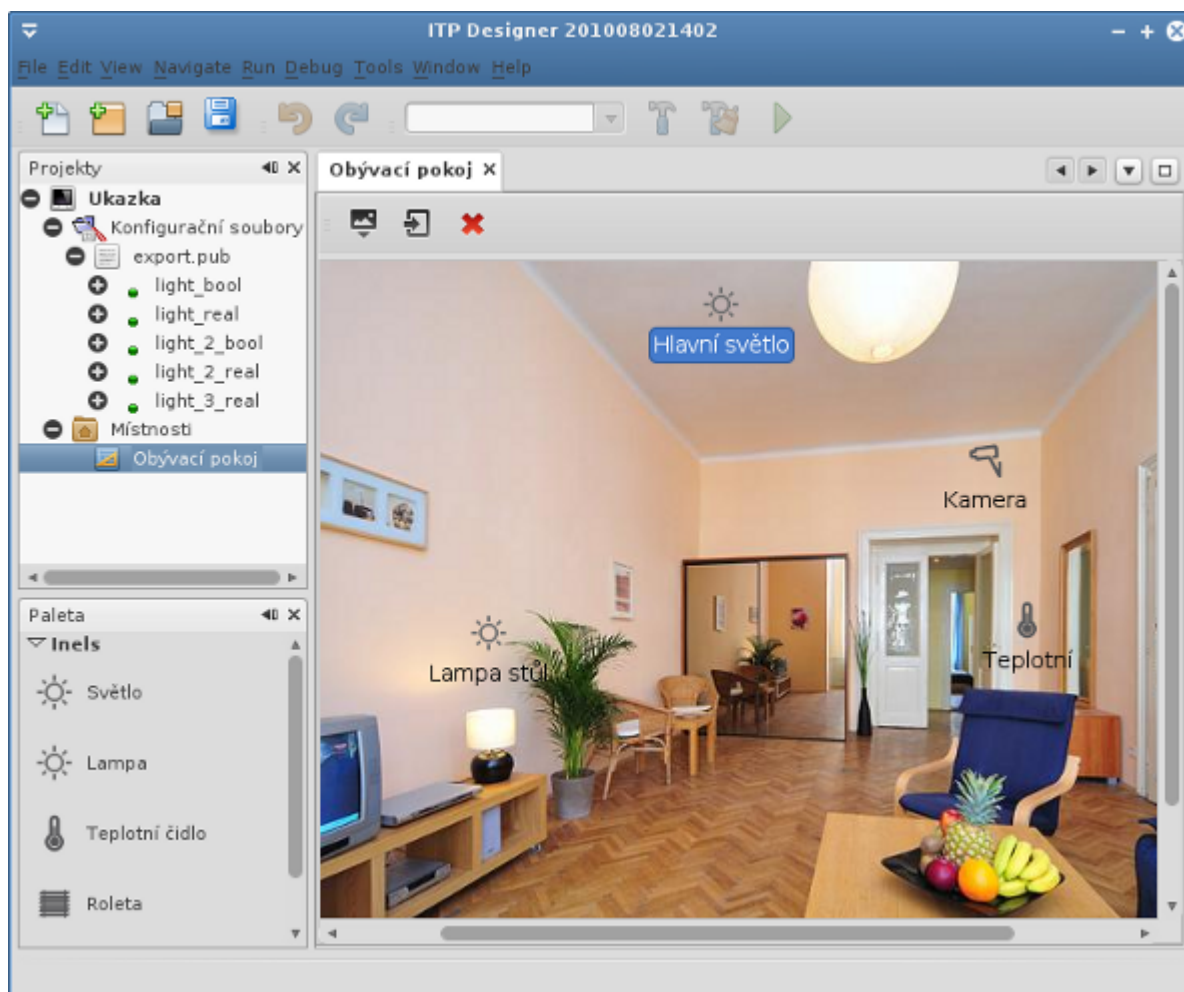 ITP Designer 201008021402
File Edit View Navigate Run Debug Tools Window Help
Projekty
Ukazka
Konfigurační soubory
export.pub
light_bool
light_real
light_2_bool
light_2_real
light_3_real
Místnosti
Obývací pokoj
Paleta
Inels
Světlo
Lampa
Teplotní čidlo
Roleta
Obývací pokoj
Hlavní světlo
Kamera
Teplotní
Lampa stůl